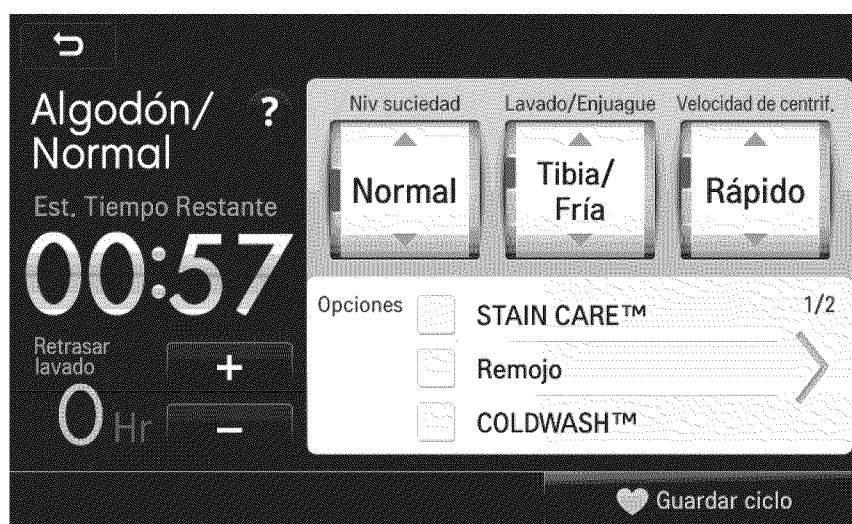 Algodón/
Normal
?
Est. Tiempo Restante
00:57
Retrasar
lavado
+
0 Hr
−
Niv suciedad
Normal
Lavado/Enjuague
Tibia/
Fría
Velocidad de centrif.
Rápido
Opciones
1/2
STAIN CARE™
Remojo
COLDWASH™
Guardar ciclo